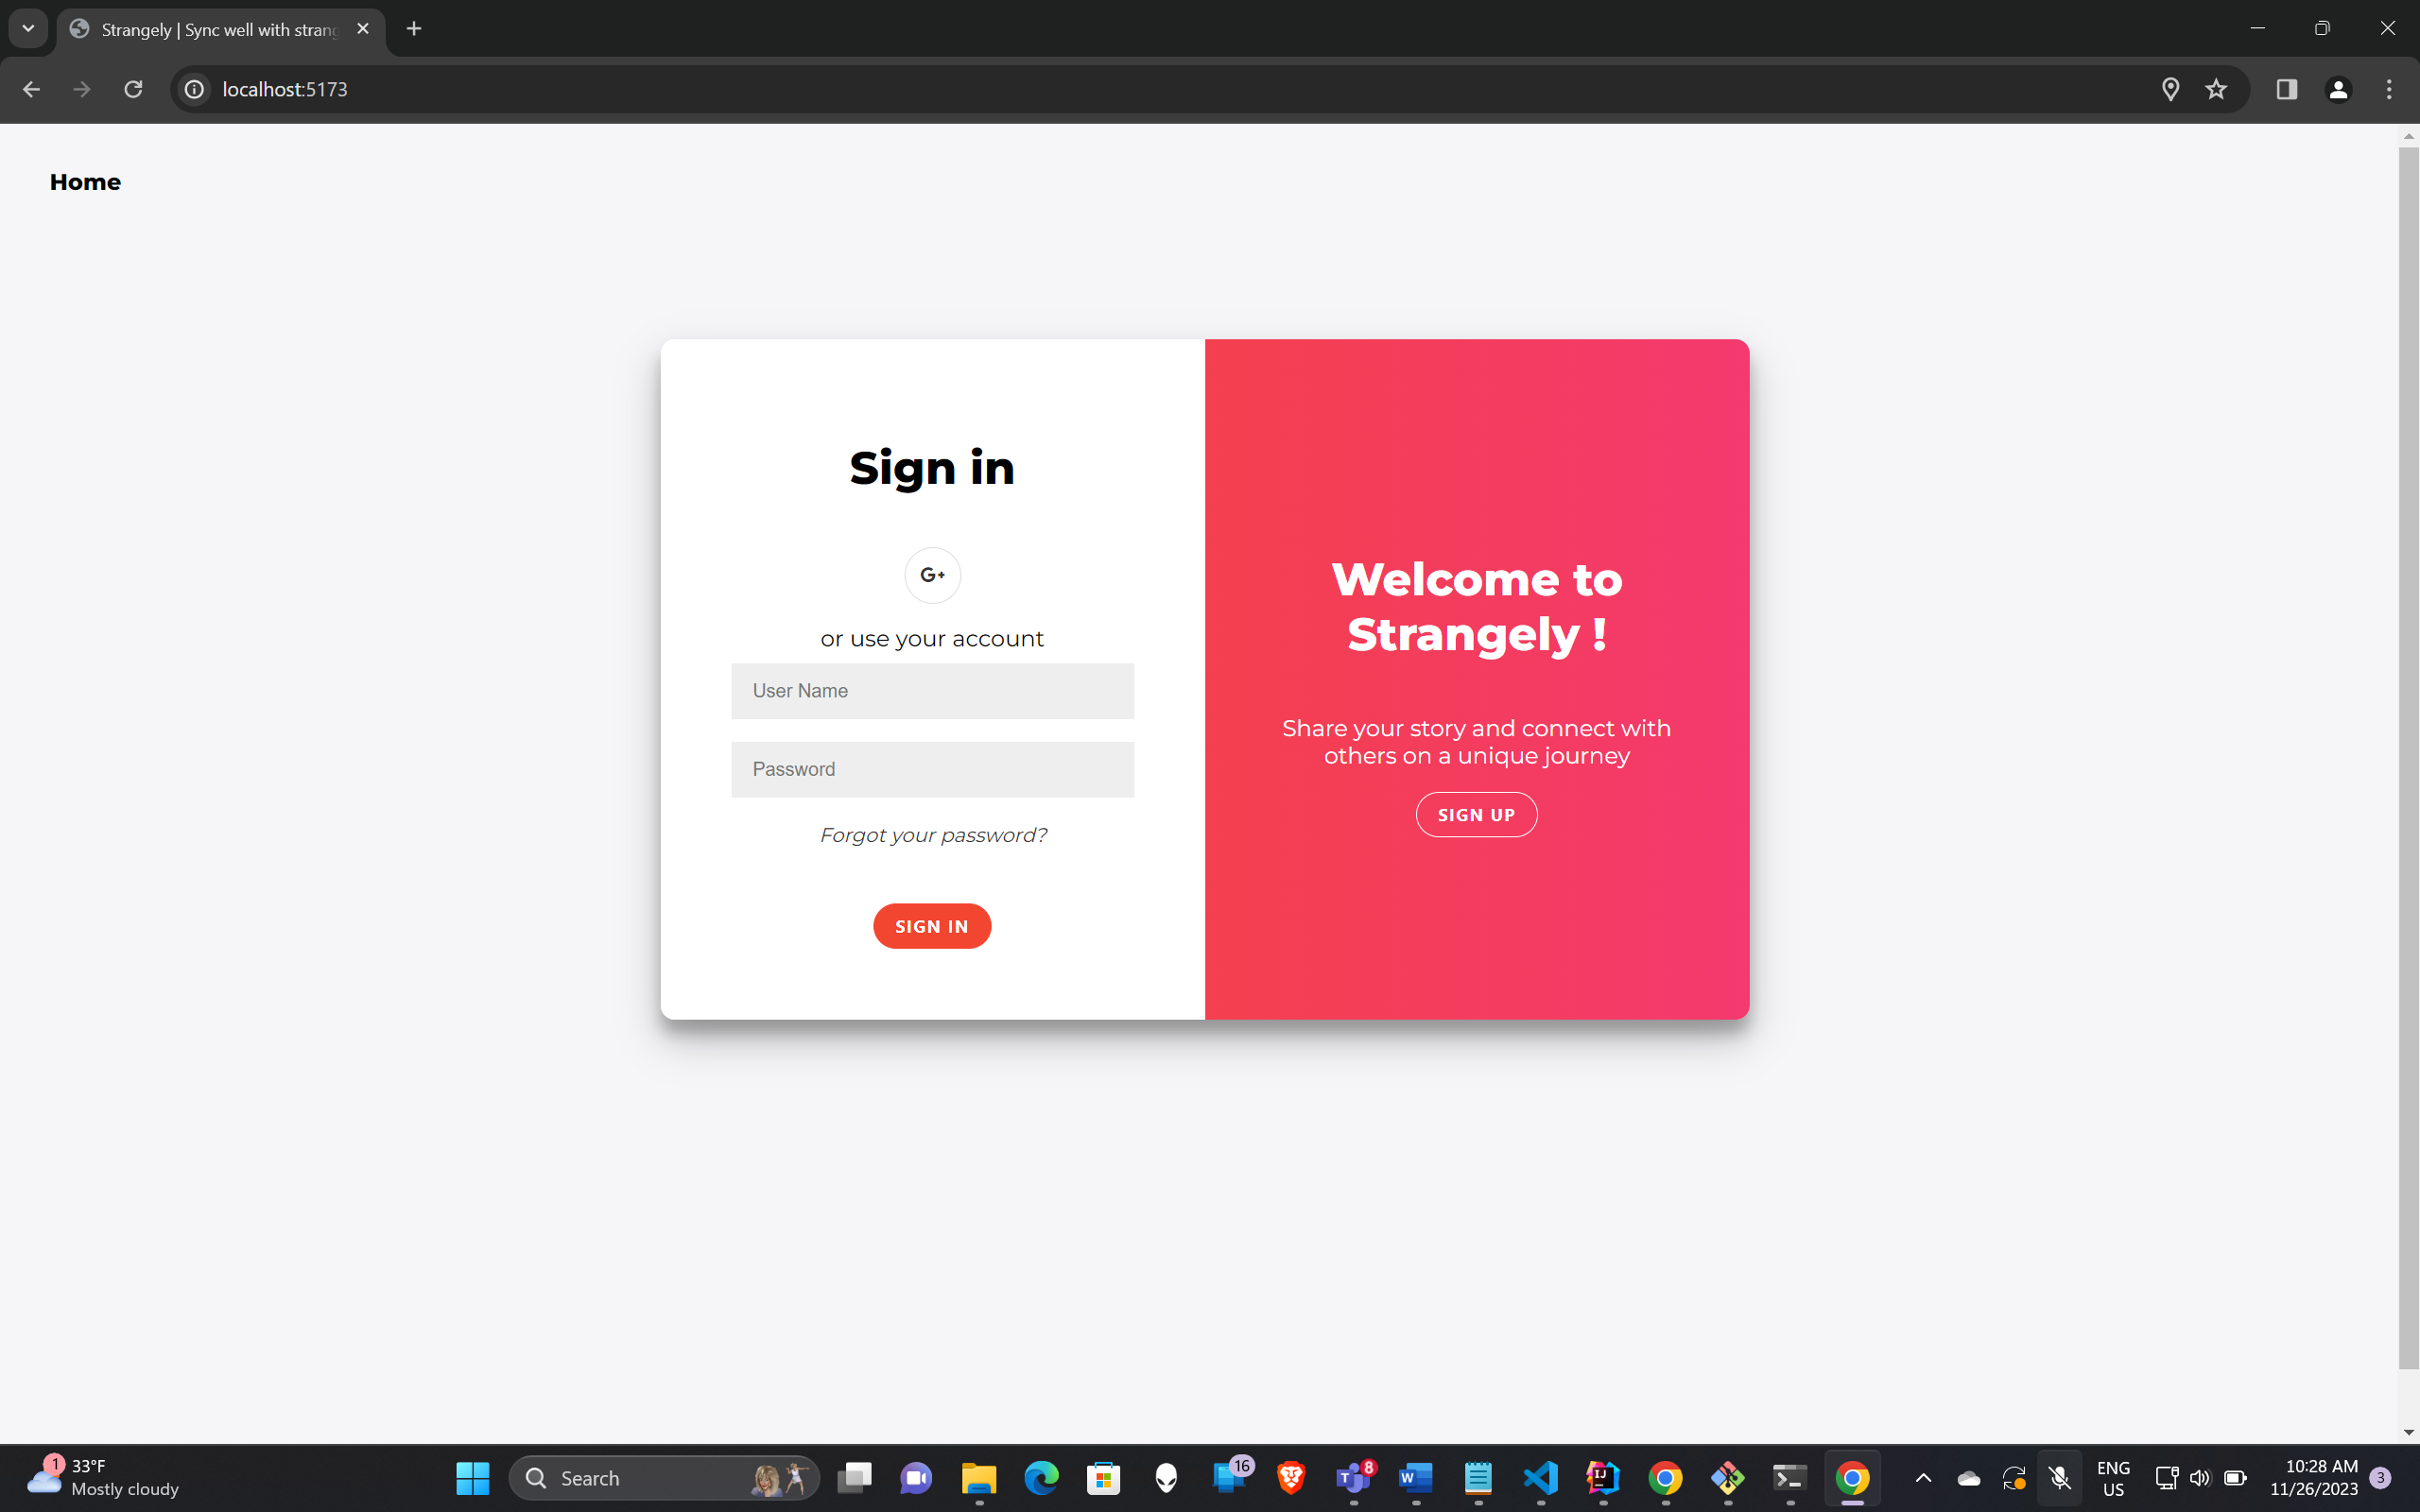 Strangely | Sync well with strang
localhost:5173
Home
Sign in
G+
or use your account
User Name
Password
Forgot your password?
SIGN IN
Welcome to
Strangely !
Share your story and connect with
others on a unique journey
SIGN UP
1
33°F
Mostly cloudy
Search
16
T
8
W
IJ
ENG
US
10:28 AM
11/26/2023
3